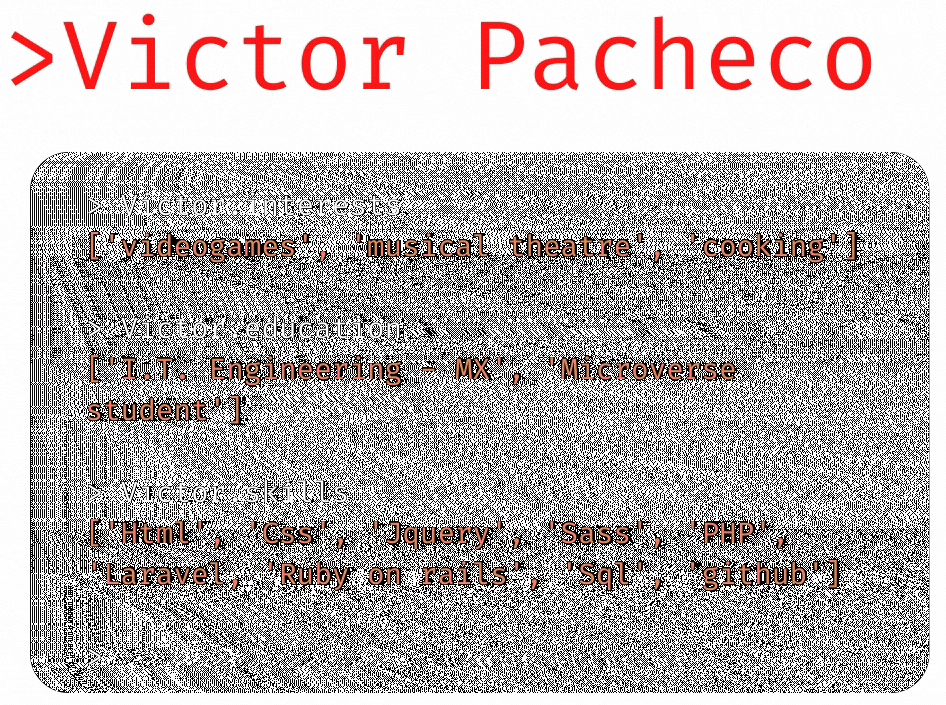 >Victor Pacheco
> Victor.interests
['videogames', 'musical theatre', 'cooking']
> Victor.education
['I.T. Engineering - MX', 'Microverse
student']
> Victor.skills
['Html', 'Css', 'Jquery', 'Sass', 'PHP',
'Laravel, 'Ruby on rails', 'Sql', 'github']